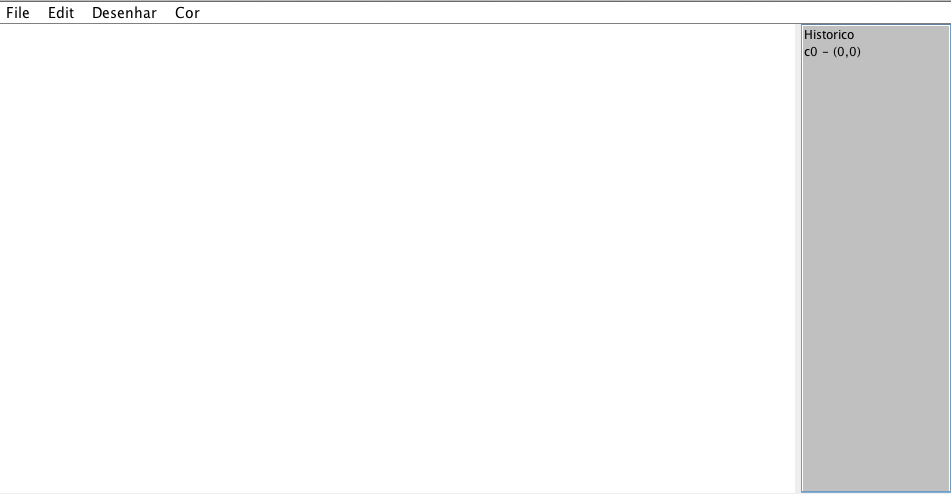 File Edit Desenhar Cor
Historico
c0 - (0,0)